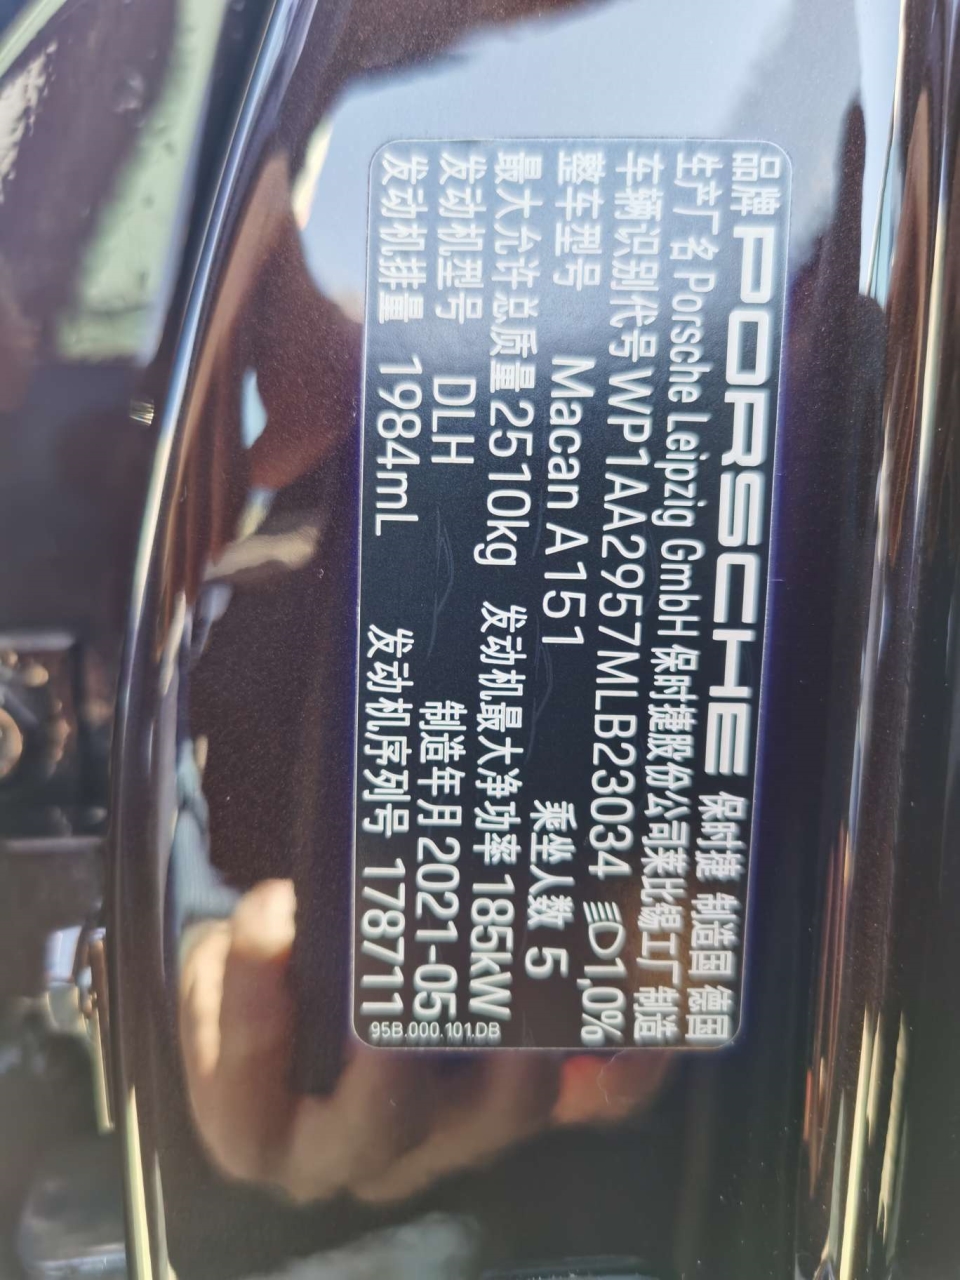 品牌 PORSCHE 保时捷 制造国 德国
生产厂名 Porsche Leipzig GmbH 保时捷股份公司莱比锡工厂制造
车辆识别代号 WP1AA2957MLB23034 1,0%
整车型号 Macan A151 乘坐人数 5
最大允许总质量 2510kg 发动机最大净功率 185kW
发动机型号 DLH 制造年月 2021-05
发动机排量 1984mL 发动机序列号 178711
95B.000.101.DB